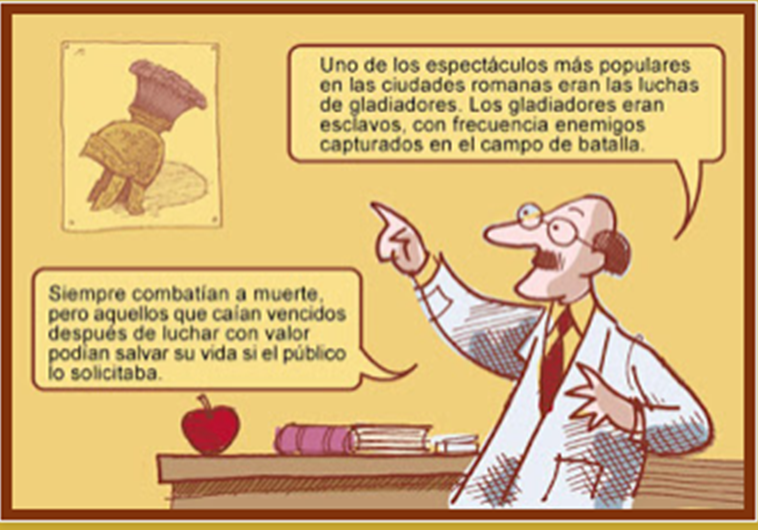 Uno de los espectáculos más populares
en las ciudades romanas eran las luchas
de gladiadores. Los gladiadores eran
esclavos, con frecuencia enemigos
capturados en el campo de batalla.
Siempre combatían a muerte,
pero aquellos que caían vencidos
después de luchar con valor
podían salvar su vida si el público
lo solicitaba.